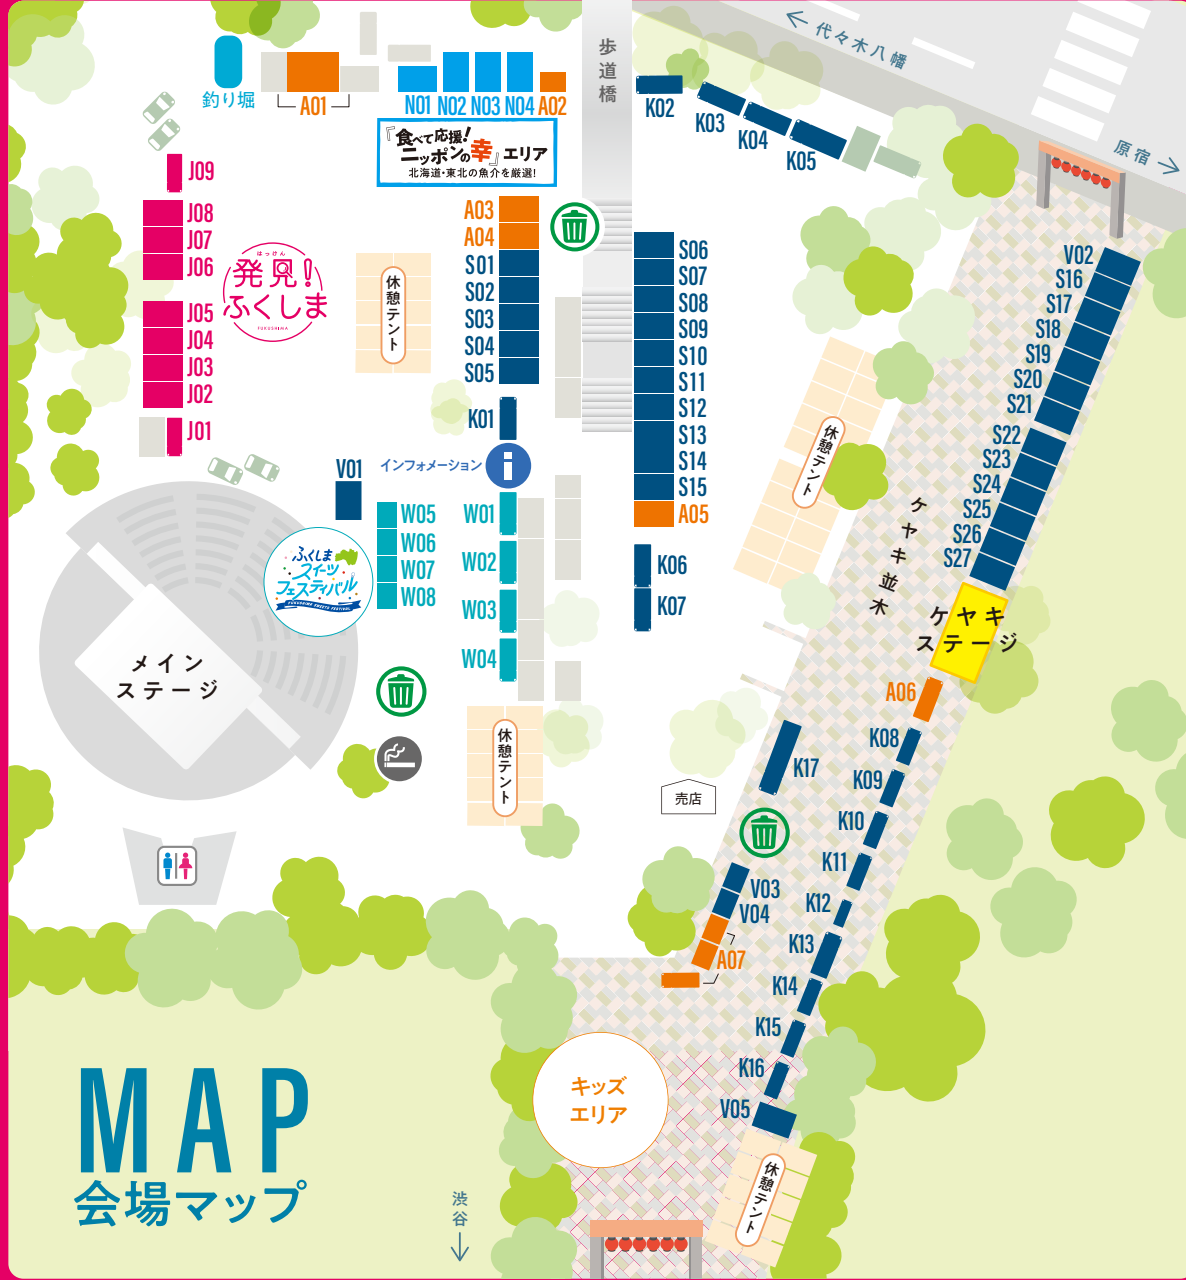 歩道橋
代々木八幡
原宿
釣り堀
A01
N01
N02
N03
N04
A02
『食べて応援!
ニッポンの幸』エリア
北海道・東北の魚介を厳選!
K02
K03
K04
K05
J09
J08
J07
J06
J05
J04
J03
J02
J01
はっけん
発見!
ふくしま
FUKUSHIMA
休憩テント
A03
A04
S01
S02
S03
S04
S05
K01
インフォメーション
i
V01
W05
W06
W07
W08
W01
W02
W03
W04
ふくしま
スイーツ
フェスティバル
FUKUSHIMA SWEETS FESTIVAL
メイン
ステージ
休憩テント
S06
S07
S08
S09
S10
S11
S12
S13
S14
S15
A05
K06
K07
休憩テント
ケヤキ並木
V02
S16
S17
S18
S19
S20
S21
S22
S23
S24
S25
S26
S27
ケヤキ
ステージ
A06
K08
K09
K10
K11
K12
K13
K14
K15
K16
V05
K17
売店
V03
V04
A07
キッズ
エリア
休憩テント
渋谷
MAP
会場マップ